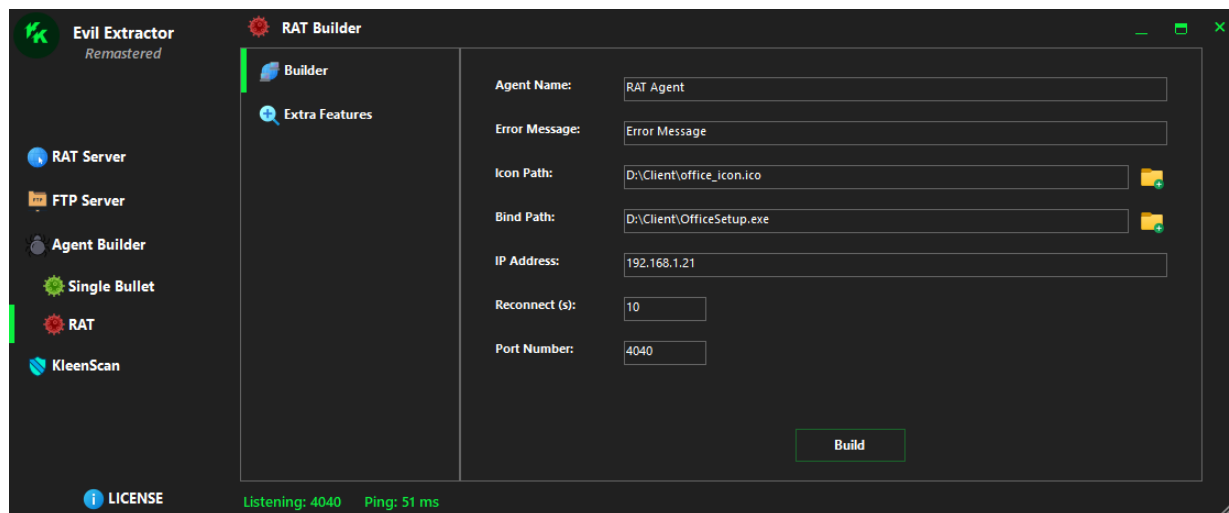 Evil Extractor
Remastered
RAT Server
FTP Server
Agent Builder
Single Bullet
RAT
KleenScan
LICENSE
RAT Builder
Builder
Extra Features
Agent Name: RAT Agent
Error Message: Error Message
Icon Path: D:\Client\office_icon.ico
Bind Path: D:\Client\OfficeSetup.exe
IP Address: 192.168.1.21
Reconnect (s): 10
Port Number: 4040
Build
Listening: 4040 Ping: 51 ms